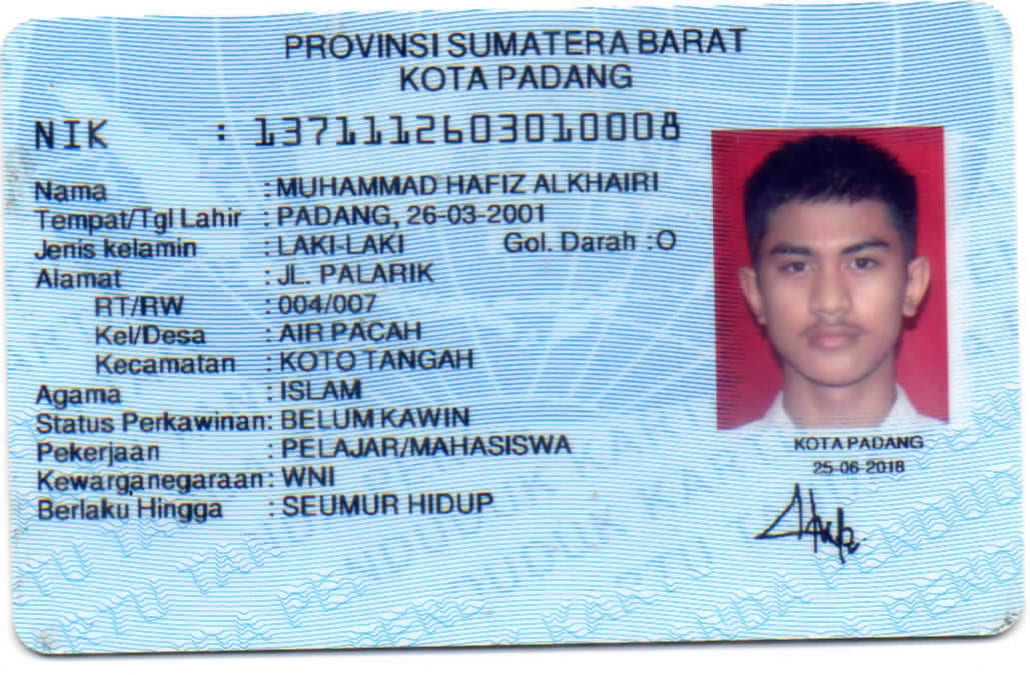 PROVINSI SUMATERA BARAT
KOTA PADANG
NIK : 1371112603010008
Nama : MUHAMMAD HAFIZ ALKHAIRI
Tempat/Tgl Lahir : PADANG, 26-03-2001
Jenis kelamin : LAKI-LAKI Gol. Darah : O
Alamat : JL. PALARIK
RT/RW : 004/007
Kel/Desa : AIR PACAH
Kecamatan : KOTO TANGAH
Agama : ISLAM
Status Perkawinan: BELUM KAWIN
Pekerjaan : PELAJAR/MAHASISWA
Kewarganegaraan: WNI
Berlaku Hingga : SEUMUR HIDUP
KOTA PADANG
25-06-2018